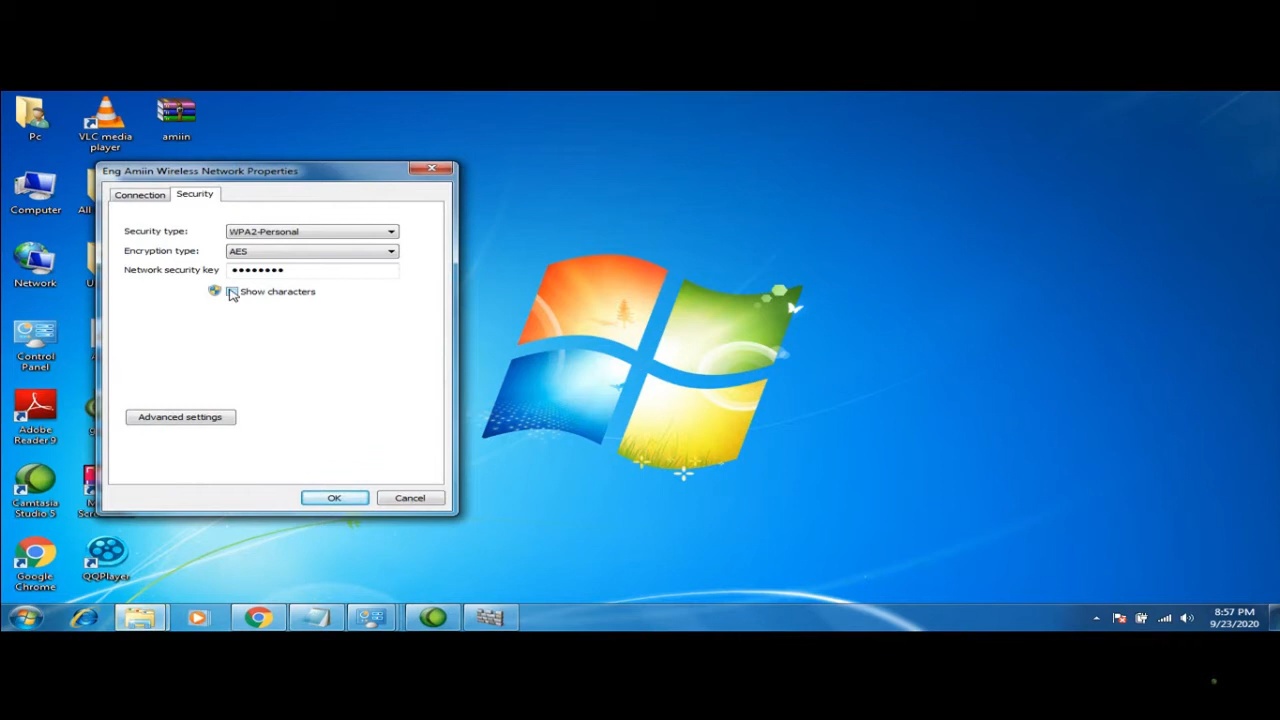 Pc
VLC media
player
amiin
Eng Amiin Wireless Network Properties
Connection
Security
Computer
All
Security type:
WPA2-Personal
Encryption type:
AES
Network security key
••••••••
Show characters
Network
Control
Panel
Adobe
Reader 9
Advanced settings
Camtasia
Studio 5
OK
Cancel
Google
Chrome
QQPlayer
8:57 PM
9/23/2020